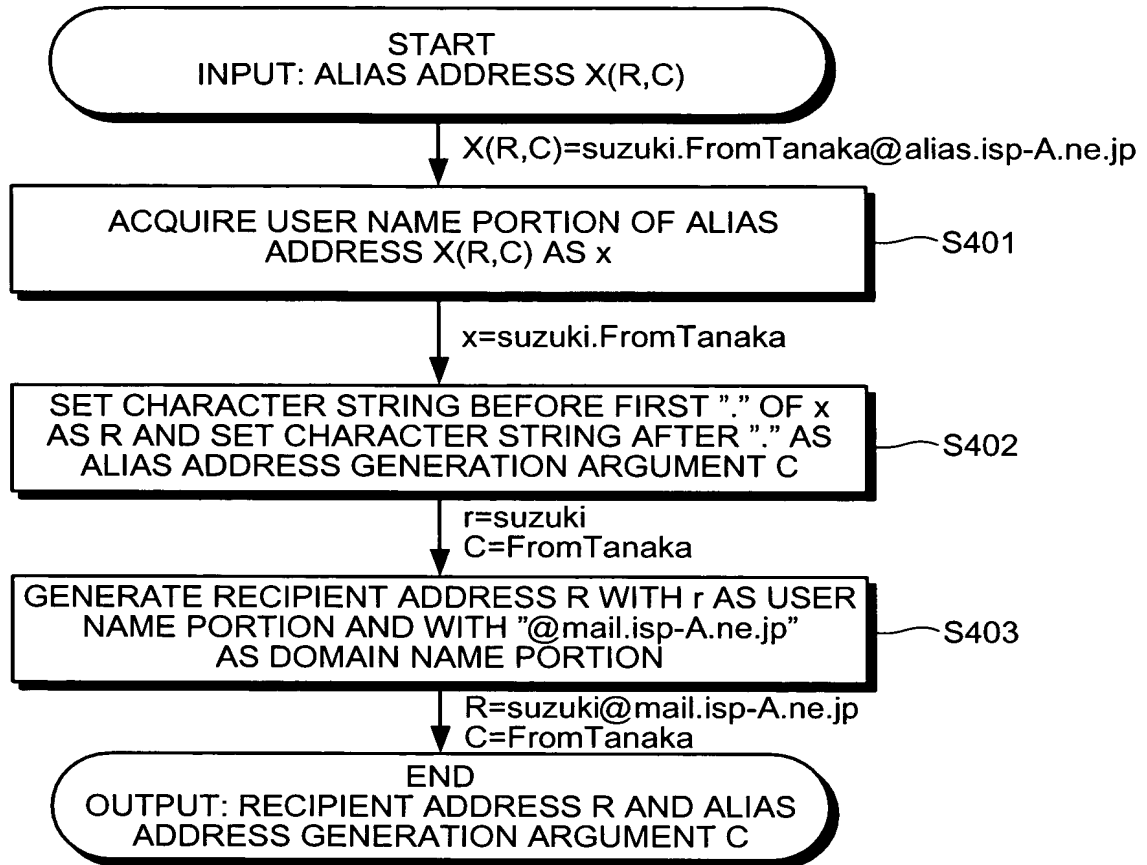 START
INPUT: ALIAS ADDRESS X(R,C)
X(R,C)=suzuki.FromTanaka@alias.isp-A.ne.jp
ACQUIRE USER NAME PORTION OF ALIAS
ADDRESS X(R,C) AS x
S401
x=suzuki.FromTanaka
SET CHARACTER STRING BEFORE FIRST "." OF x
AS R AND SET CHARACTER STRING AFTER "." AS
ALIAS ADDRESS GENERATION ARGUMENT C
S402
r=suzuki
C=FromTanaka
GENERATE RECIPIENT ADDRESS R WITH r AS USER
NAME PORTION AND WITH "@mail.isp-A.ne.jp"
AS DOMAIN NAME PORTION
S403
R=suzuki@mail.isp-A.ne.jp
C=FromTanaka
END
OUTPUT: RECIPIENT ADDRESS R AND ALIAS
ADDRESS GENERATION ARGUMENT C